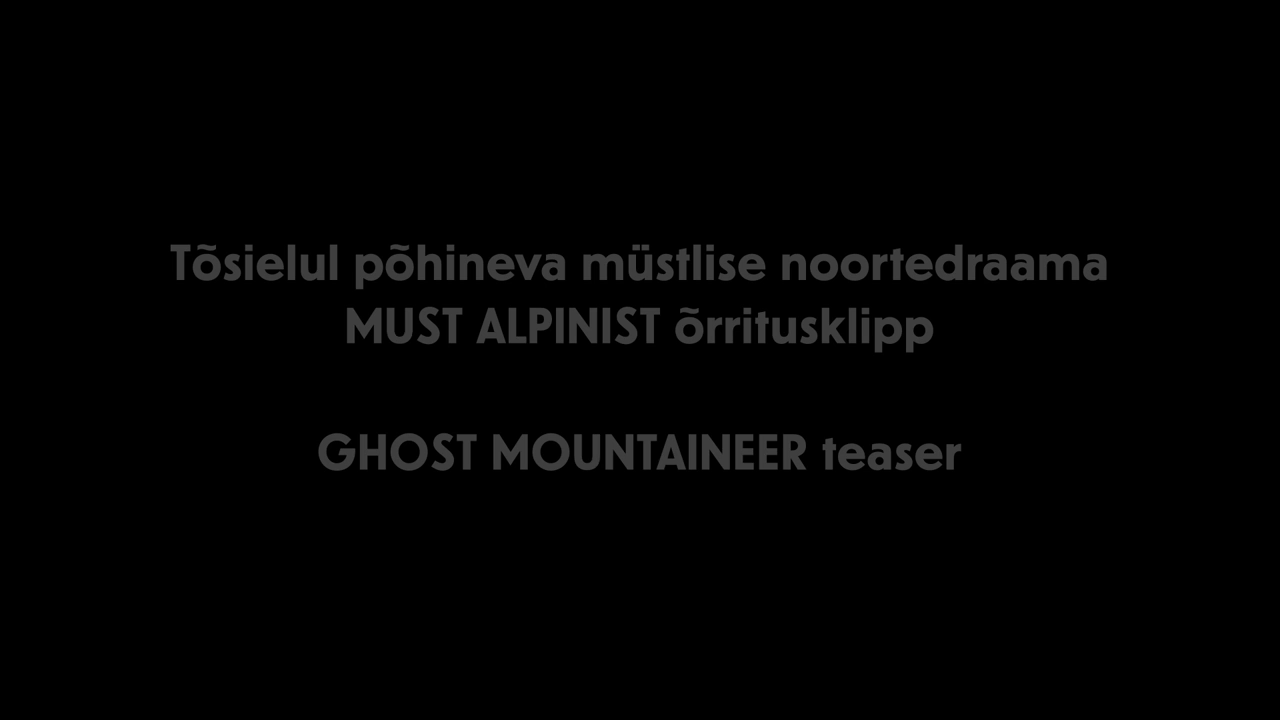 Tõsielul põhineva müstlise noortedraama
MUST ALPINIST õrritusklipp
GHOST MOUNTAINEER teaser